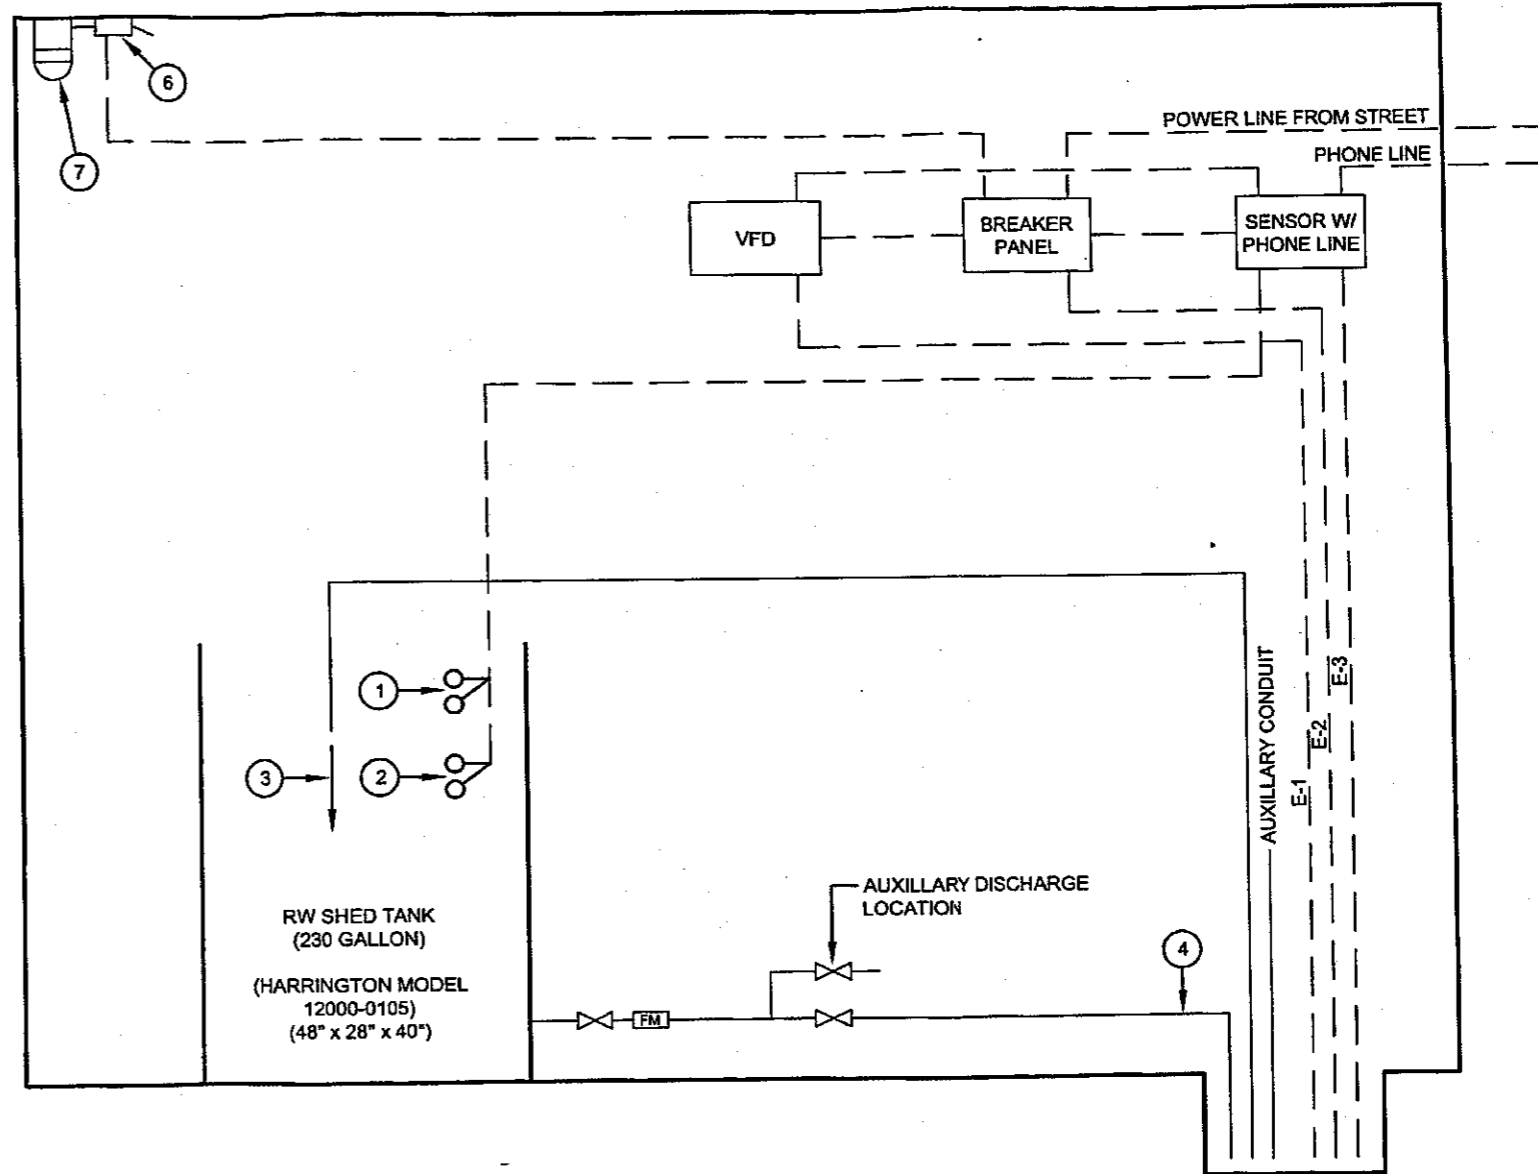 6
7
POWER LINE FROM STREET
PHONE LINE
VFD
BREAKER
PANEL
SENSOR W/
PHONE LINE
1
2
3
AUXILLARY CONDUIT
E-1
E-2
E-3
AUXILLARY DISCHARGE
LOCATION
RW SHED TANK
(230 GALLON)
(HARRINGTON MODEL
12000-0105)
(48" x 28" x 40")
FM
4